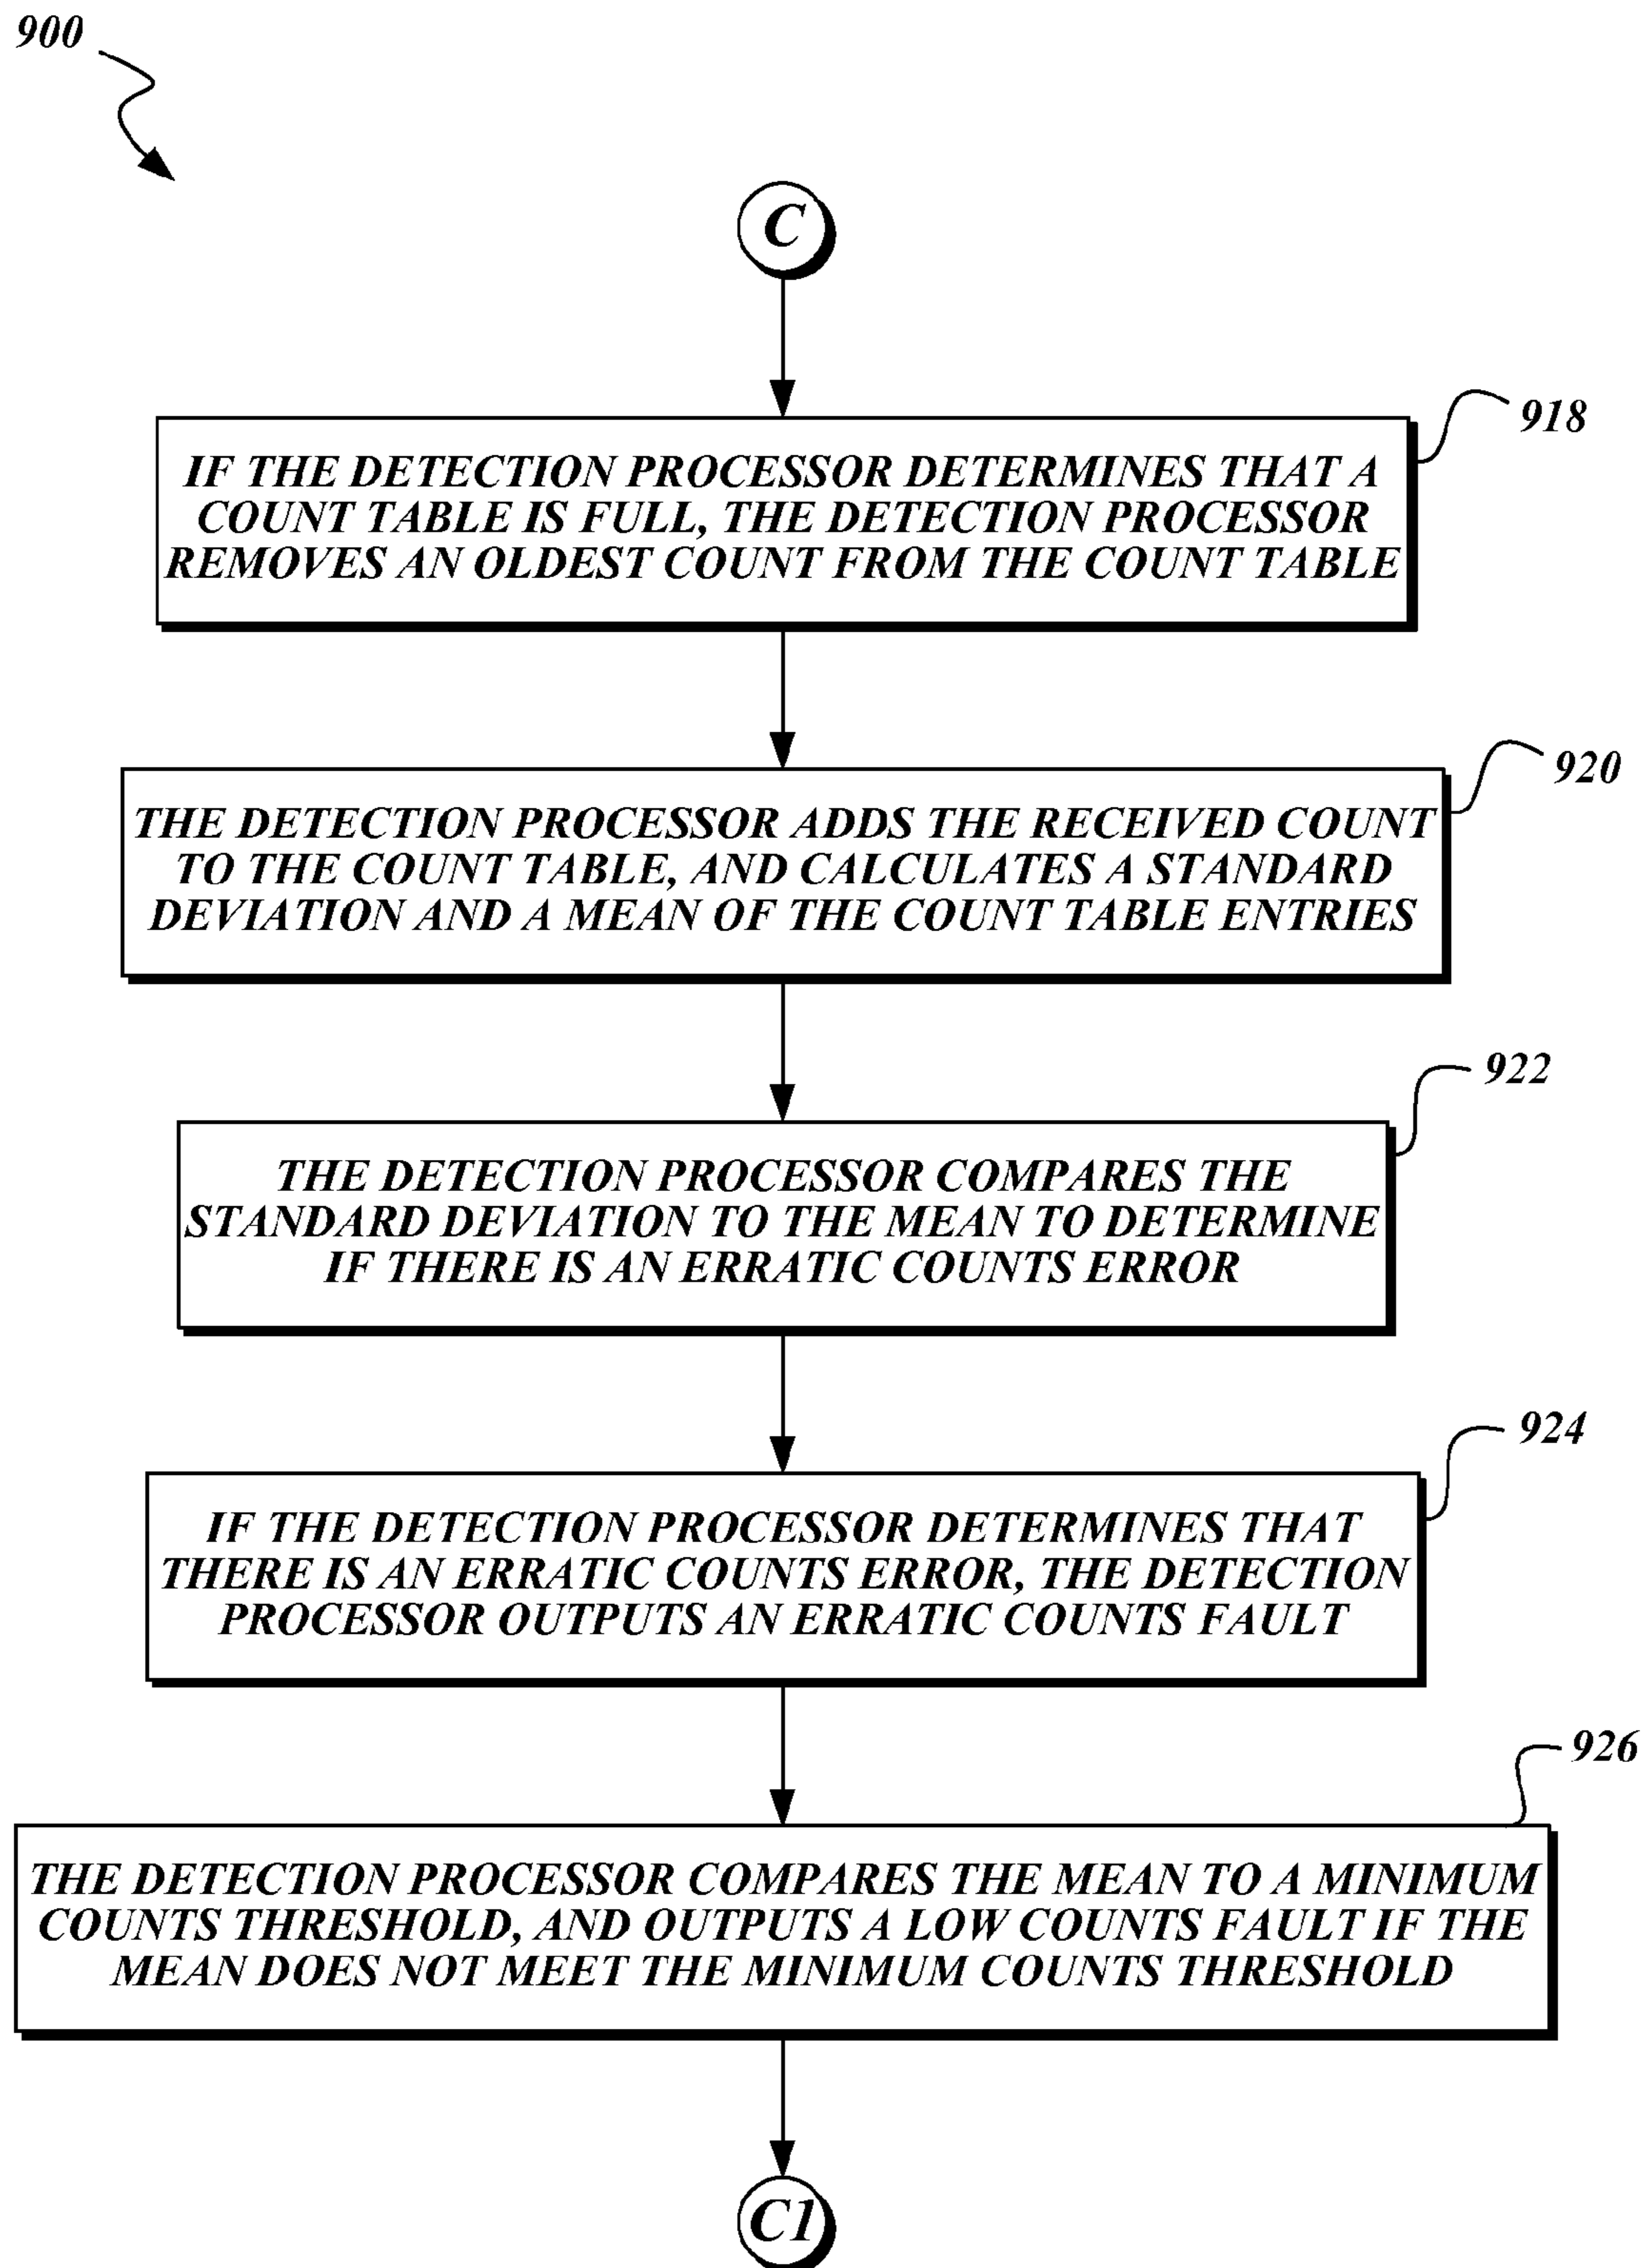 900
C
918
IF THE DETECTION PROCESSOR DETERMINES THAT A
COUNT TABLE IS FULL, THE DETECTION PROCESSOR
REMOVES AN OLDEST COUNT FROM THE COUNT TABLE
920
THE DETECTION PROCESSOR ADDS THE RECEIVED COUNT
TO THE COUNT TABLE, AND CALCULATES A STANDARD
DEVIATION AND A MEAN OF THE COUNT TABLE ENTRIES
922
THE DETECTION PROCESSOR COMPARES THE
STANDARD DEVIATION TO THE MEAN TO DETERMINE
IF THERE IS AN ERRATIC COUNTS ERROR
924
IF THE DETECTION PROCESSOR DETERMINES THAT
THERE IS AN ERRATIC COUNTS ERROR, THE DETECTION
PROCESSOR OUTPUTS AN ERRATIC COUNTS FAULT
926
THE DETECTION PROCESSOR COMPARES THE MEAN TO A MINIMUM
COUNTS THRESHOLD, AND OUTPUTS A LOW COUNTS FAULT IF THE
MEAN DOES NOT MEET THE MINIMUM COUNTS THRESHOLD
C1